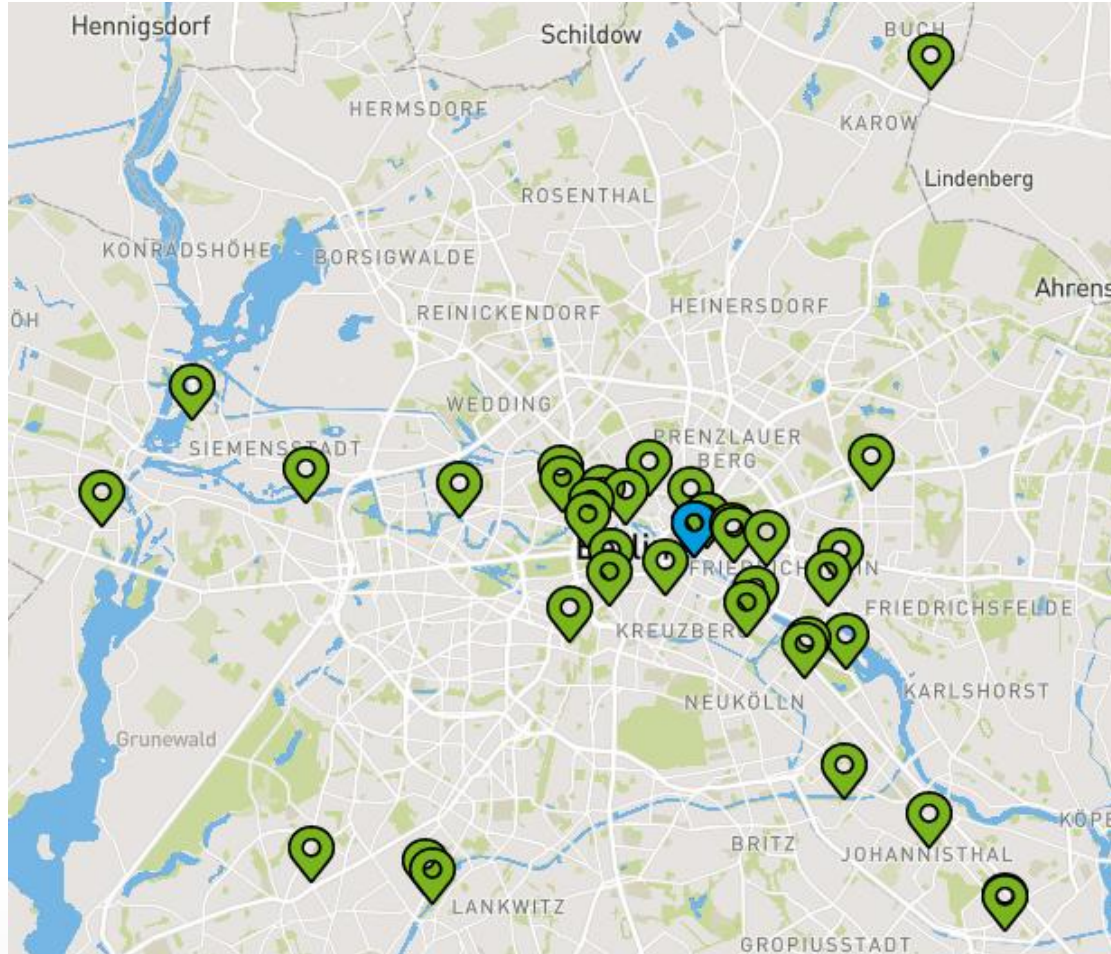 Hennigsdorf
Schildow
BUCH
HERMSDORF
KAROW
Lindenberg
ROSENTHAL
KONRADSHÖHE
BORSIGWALDE
Ahrens
HEINERSDORF
REINICKENDORF
ÖH
WEDDING
PRENZLAUER
BERG
SIEMENSSTADT
FRIEDRICHSFELDE
KREUZBERG
KARLSHORST
NEUKÖLLN
Grunewald
KÖPE
BRITZ
JOHANNISTHAL
LANKWITZ
GROPIUSSTADT